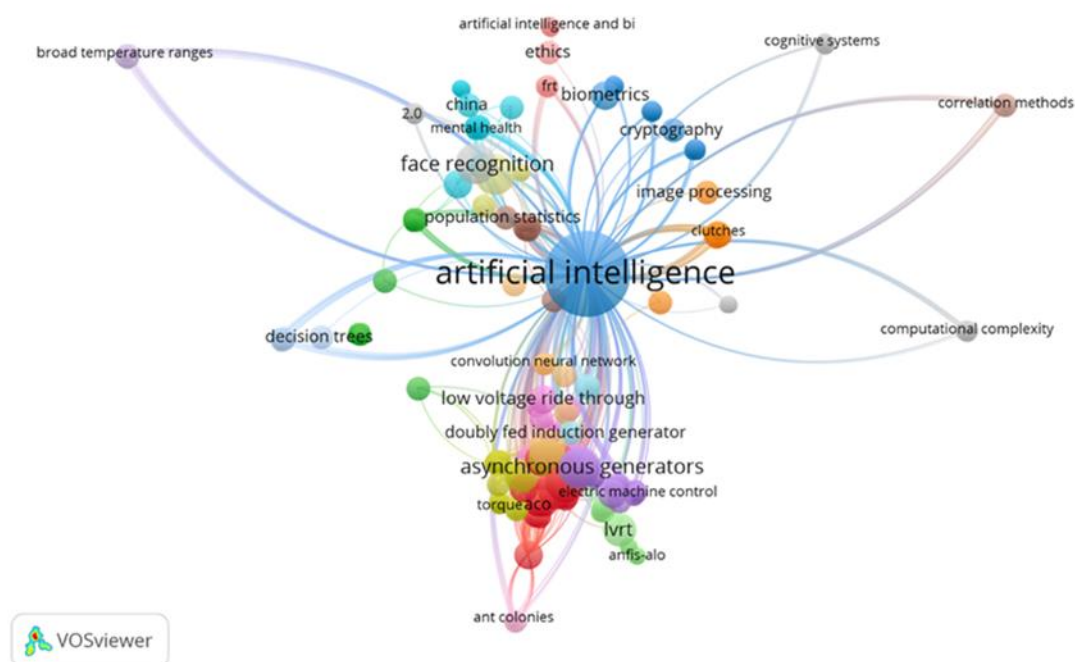 artificial intelligence and bi
broad temperature ranges
ethics
cognitive systems
frt
biometrics
china
2.0
mental health
cryptography
correlation methods
face recognition
image processing
population statistics
clutches
artificial intelligence
decision trees
computational complexity
convolution neural network
low voltage ride through
doubly fed induction generator
asynchronous generators
electric machine control
torque
aco
lvrt
anfis-alo
ant colonies
VOSviewer